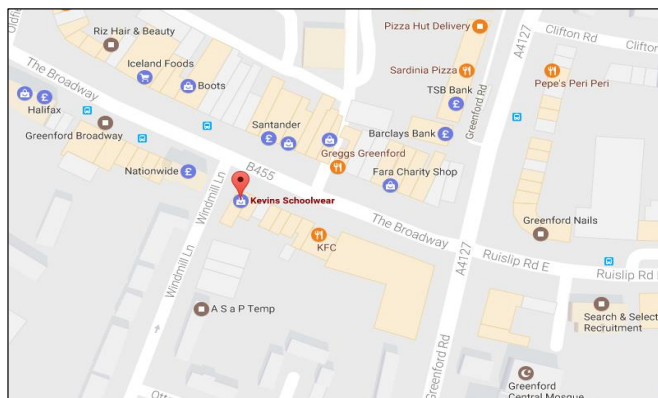 Oldfie
Riz Hair & Beauty
Pizza Hut Delivery
A4127
Clifton Rd
Clifton
The Broadway
Iceland Foods
Boots
Sardinia Pizza
TSB Bank
Pepe's Peri Peri
Halifax
Greenford Broadway
Santander
Barclays Bank
Greenford Rd
Greggs Greenford
B455
Nationwide
Fara Charity Shop
Windmill Ln
Kevins Schoolwear
The Broadway
Greenford Nails
KFC
A4127
Ruislip Rd E
Ruislip Rd E
Windmill Ln
A S a P Temp
Search & Select
Recruitment
Greenford Rd
Greenford
Central Mosque
Otte